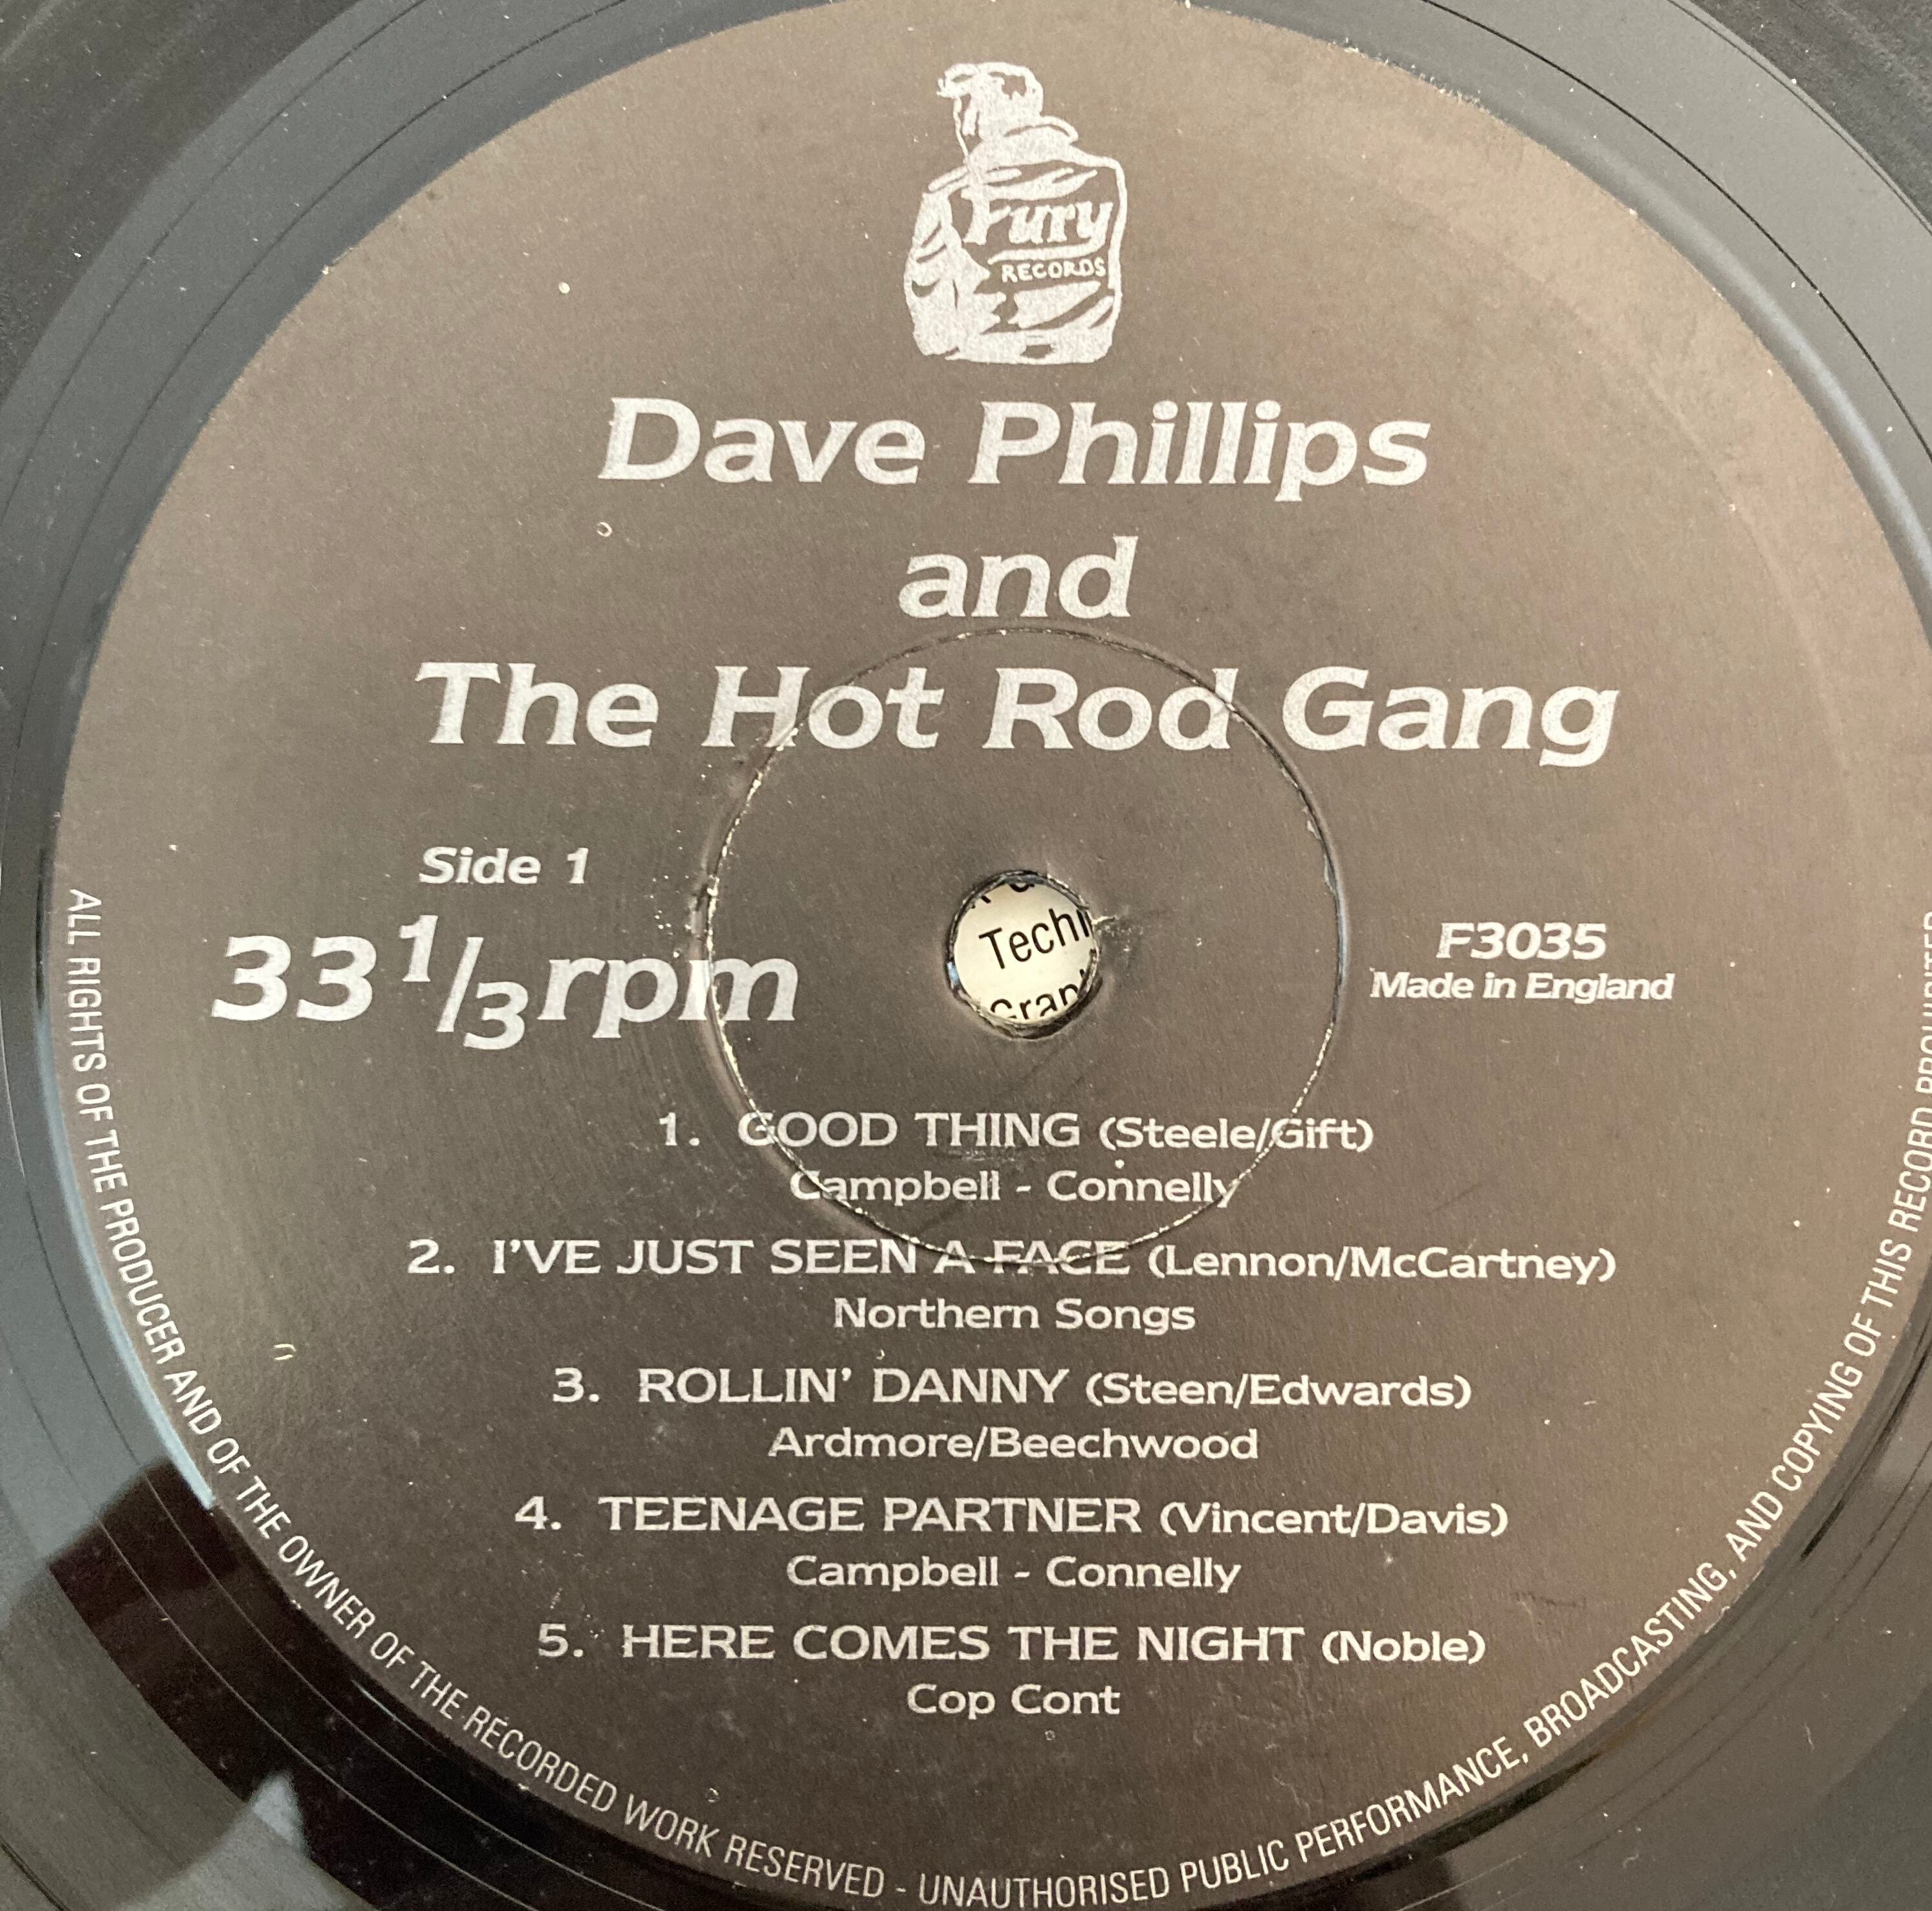 Fury
RECORDS
Dave Phillips
and
The Hot Rod Gang
Side 1
33 1/3 rpm
F3035
Made in England
1. GOOD THING (Steele/Gift)
Campbell - Connelly
2. I'VE JUST SEEN A FACE (Lennon/McCartney)
Northern Songs
3. ROLLIN' DANNY (Steen/Edwards)
Ardmore/Beechwood
4. TEENAGE PARTNER (Vincent/Davis)
Campbell - Connelly
5. HERE COMES THE NIGHT (Noble)
Cop Cont
ALL RIGHTS OF THE PRODUCER AND OF THE OWNER OF THE RECORDED WORK RESERVED - UNAUTHORISED PUBLIC PERFORMANCE, BROADCASTING, AND COPYING OF THIS RECORD